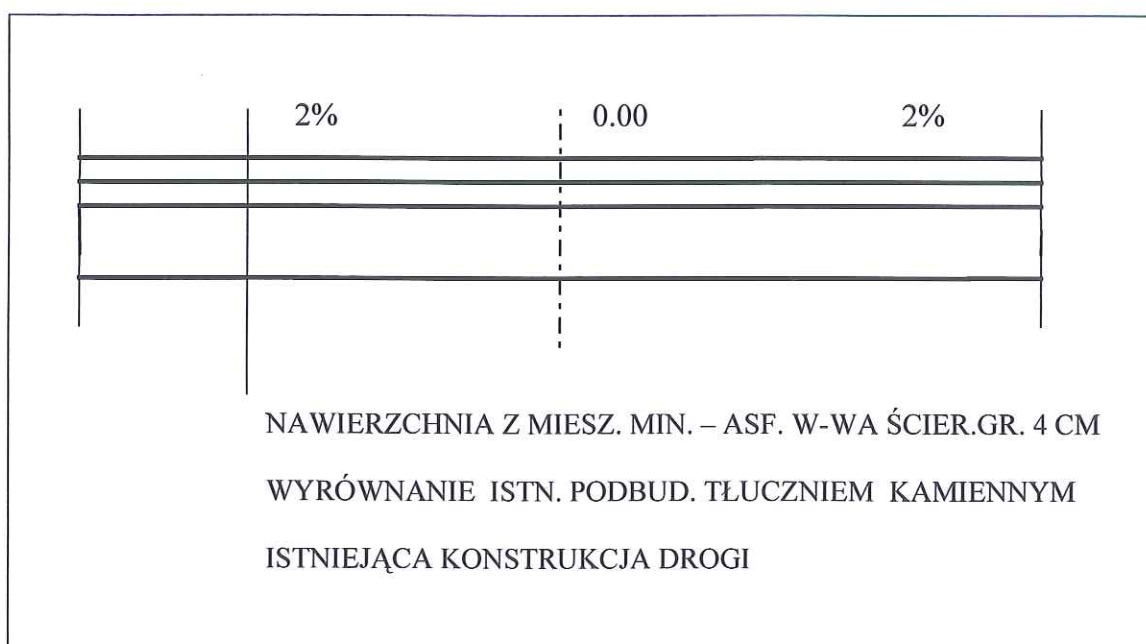 2% 0.00 2%
NAWIERZCHNIA Z MIESZ. MIN. – ASF. W-WA ŚCIER.GR. 4 CM
WYRÓWNANIE ISTN. PODBUD. TŁUCZNIEM KAMIENNYM
ISTNIEJĄCA KONSTRUKCJA DROGI